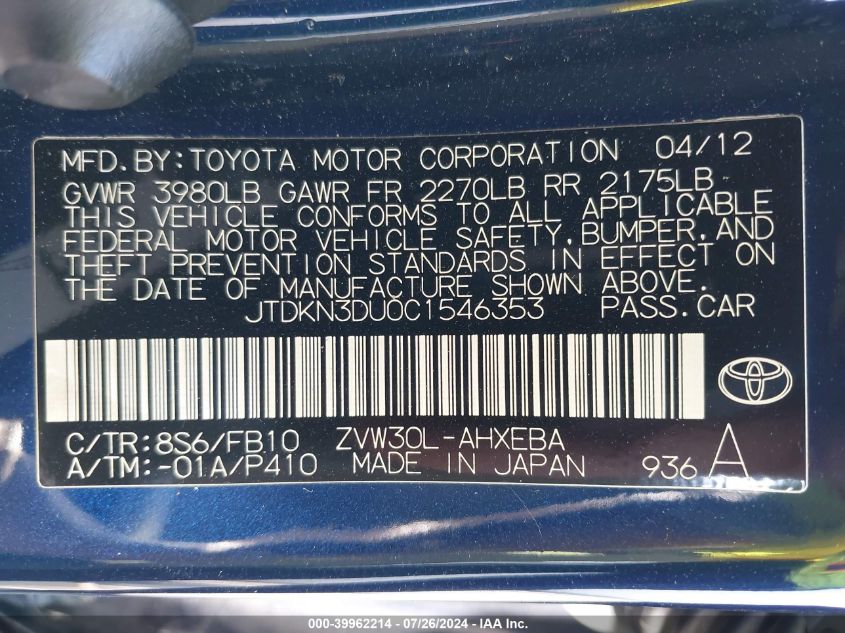 MFD. BY: TOYOTA MOTOR CORPORATION 04/12
GVWR 3980LB GAWR FR 2270LB RR 2175LB
THIS VEHICLE CONFORMS TO ALL APPLICABLE
FEDERAL MOTOR VEHICLE SAFETY, BUMPER, AND
THEFT PREVENTION STANDARDS IN EFFECT ON
THE DATE OF MANUFACTURE SHOWN ABOVE.
JTDKN3DU0C1546353 PASS. CAR
C/TR: 8S6/FB10 ZVW30L-AHXEBA
A/TM: -01A/P410 MADE IN JAPAN 936 A
000-39962214 - 07/26/2024 - IAA Inc.